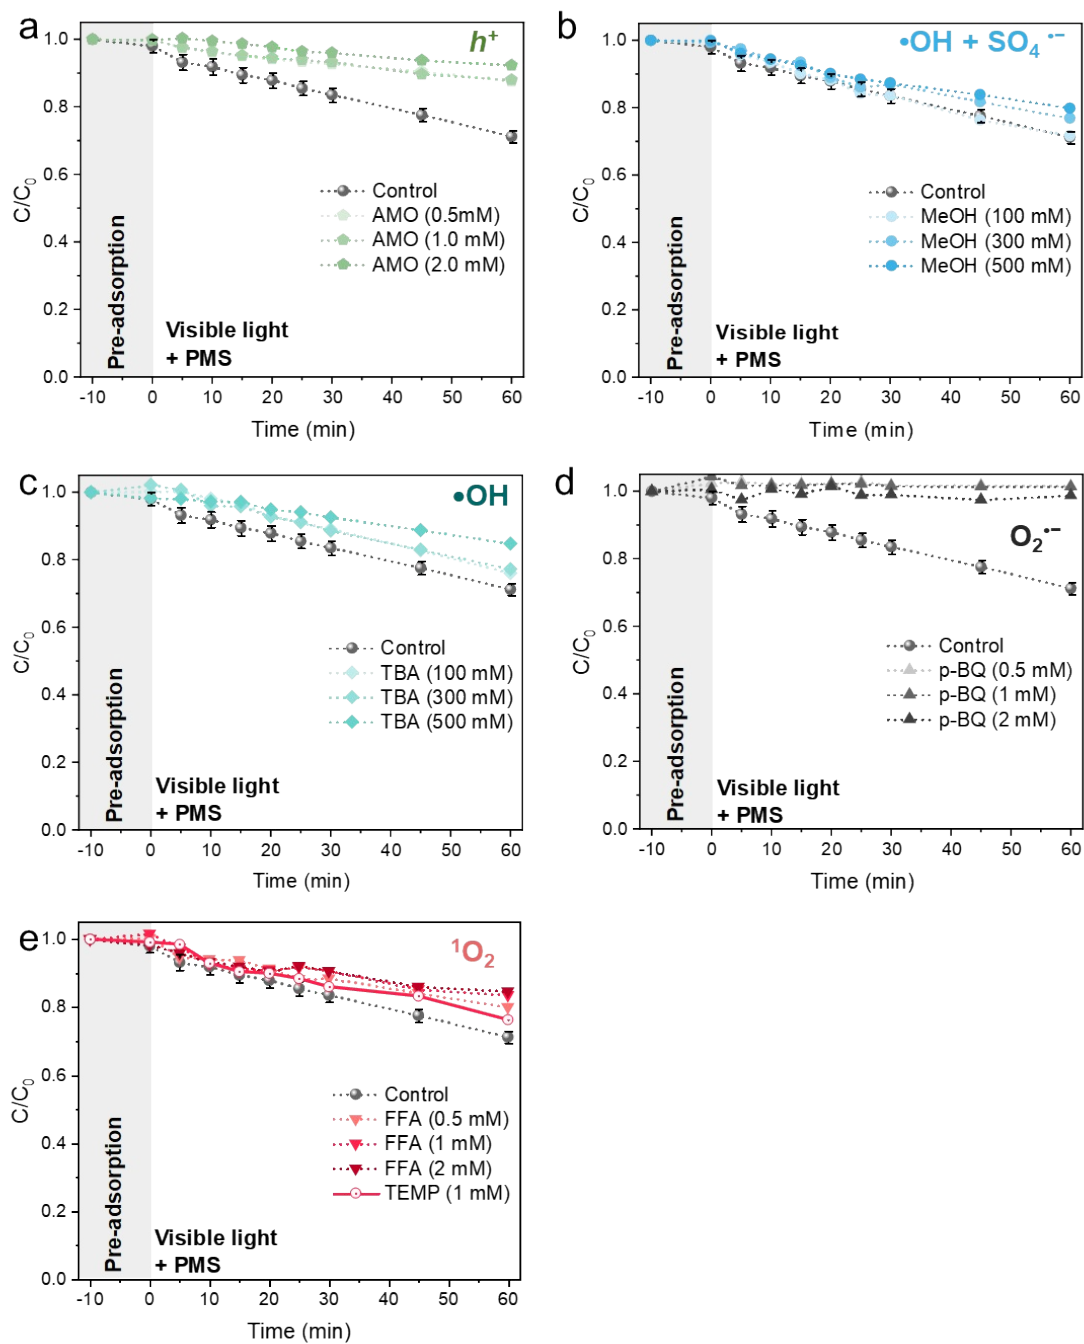 a
h⁺
C/C₀
1.0
0.8
0.6
0.4
0.2
0.0
Control
AMO (0.5mM)
AMO (1.0 mM)
AMO (2.0 mM)
Pre-adsorption
Visible light
+ PMS
-10 0 10 20 30 40 50 60
Time (min)
b
•OH + SO₄•⁻
C/C₀
1.0
0.8
0.6
0.4
0.2
0.0
Control
MeOH (100 mM)
MeOH (300 mM)
MeOH (500 mM)
Pre-adsorption
Visible light
+ PMS
-10 0 10 20 30 40 50 60
Time (min)
c
•OH
C/C₀
1.0
0.8
0.6
0.4
0.2
0.0
Control
TBA (100 mM)
TBA (300 mM)
TBA (500 mM)
Pre-adsorption
Visible light
+ PMS
-10 0 10 20 30 40 50 60
Time (min)
d
O₂•⁻
C/C₀
1.0
0.8
0.6
0.4
0.2
0.0
Control
p-BQ (0.5 mM)
p-BQ (1 mM)
p-BQ (2 mM)
Pre-adsorption
Visible light
+ PMS
-10 0 10 20 30 40 50 60
Time (min)
e
¹O₂
C/C₀
1.0
0.8
0.6
0.4
0.2
0.0
Control
FFA (0.5 mM)
FFA (1 mM)
FFA (2 mM)
TEMP (1 mM)
Pre-adsorption
Visible light
+ PMS
-10 0 10 20 30 40 50 60
Time (min)